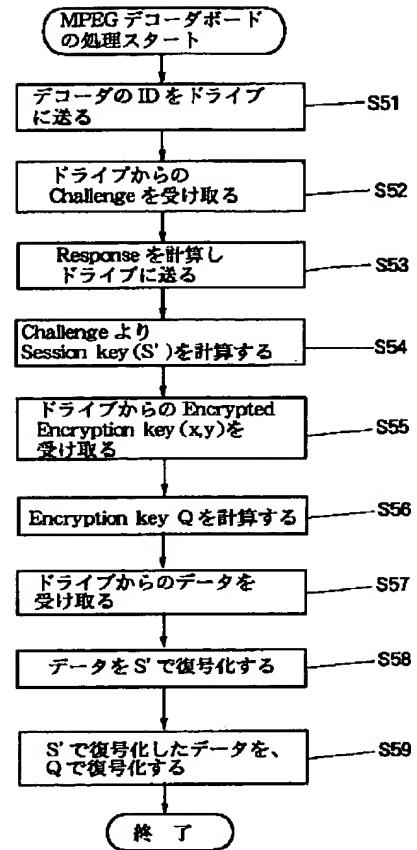 MPEG デコーダボード
の処理スタート
デコーダの ID をドライブ
に送る
S51
ドライブからの
Challenge を受け取る
S52
Response を計算し
ドライブに送る
S53
Challenge より
Session key (S') を計算する
S54
ドライブからの Encrypted
Encryption key (x,y) を
受け取る
S55
Encryption key Q を計算する
S56
ドライブからのデータを
受け取る
S57
データを S' で復号化する
S58
S' で復号化したデータを、
Q で復号化する
S59
終 了